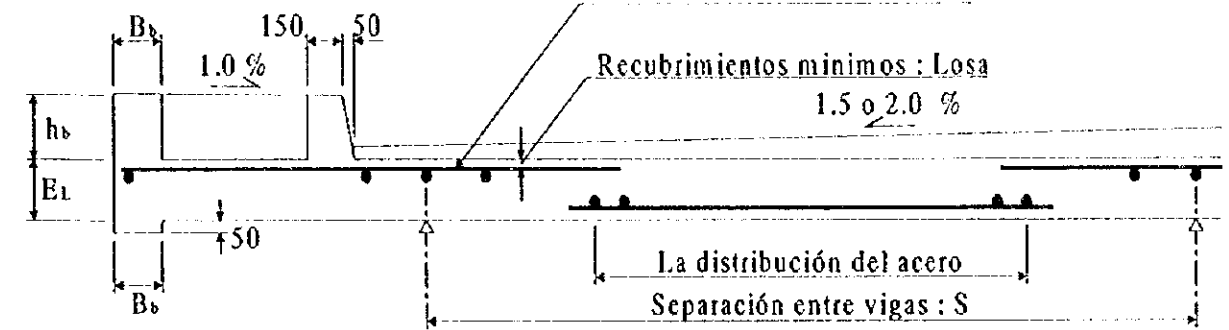 Bb
150
50
1.0 %
Recubrimientos minimos : Losa
1.5 o 2.0 %
hb
EL
50
La distribución del acero
Bb
Separación entre vigas : S